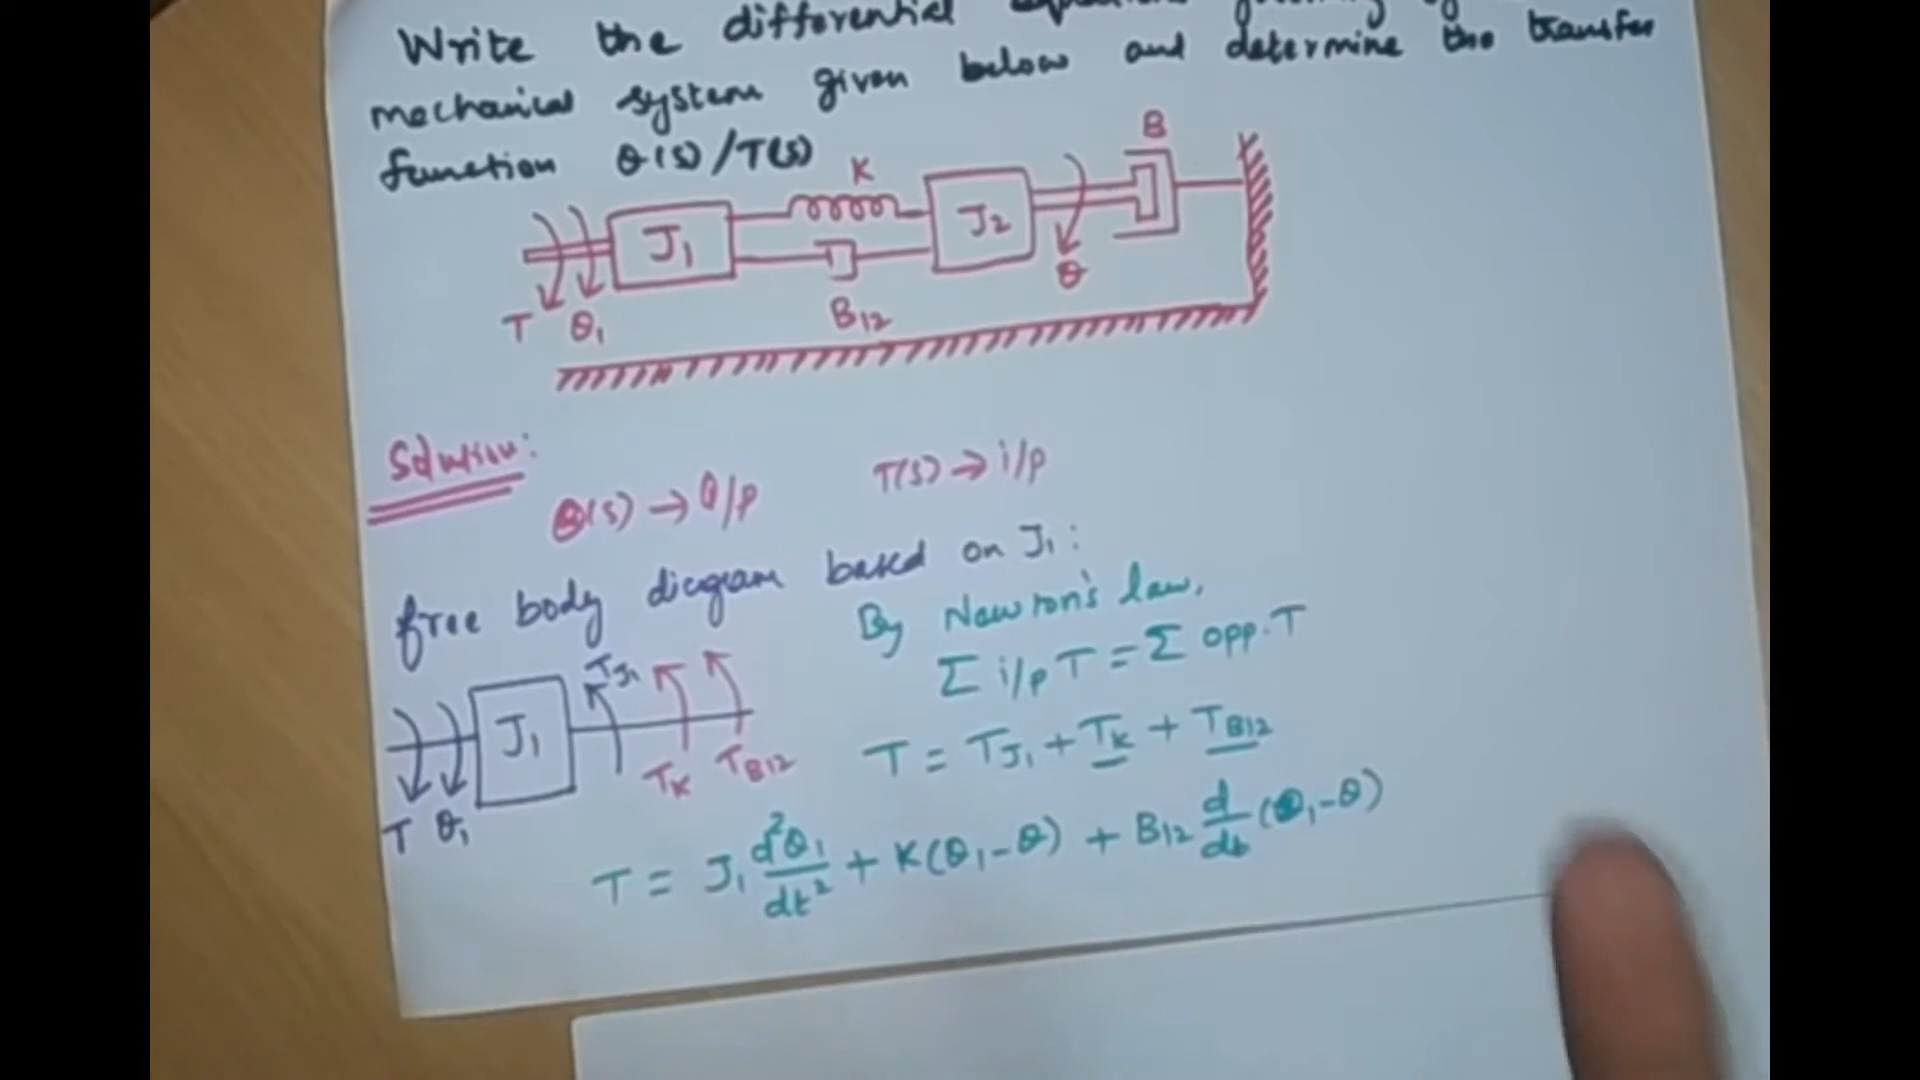 Write the differential
mechanical system given below and determine the transfer
function θ(s)/T(s)
K
B
J1
J2
T
θ1
B12
θ
Solution:
θ(s) → O/p
T(s) → i/p
free body diagram based on J1:
By Newton's law,
Σ i/p T = Σ opp. T
TJ1
J1
TK
TB12
T
θ1
T = TJ1 + TK + TB12
T = J1 d²θ1/dt² + K(θ1-θ) + B12 d/dt (θ1-θ)